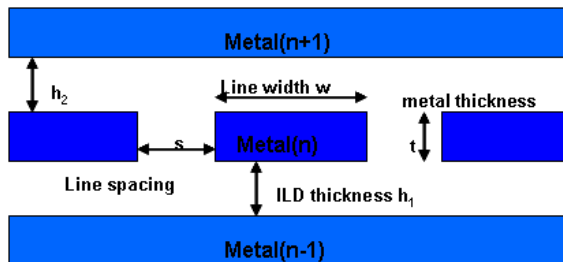 Metal(n+1)
h2
Line width w
metal thickness
s
Metal(n)
t
Line spacing
ILD thickness h1
Metal(n-1)